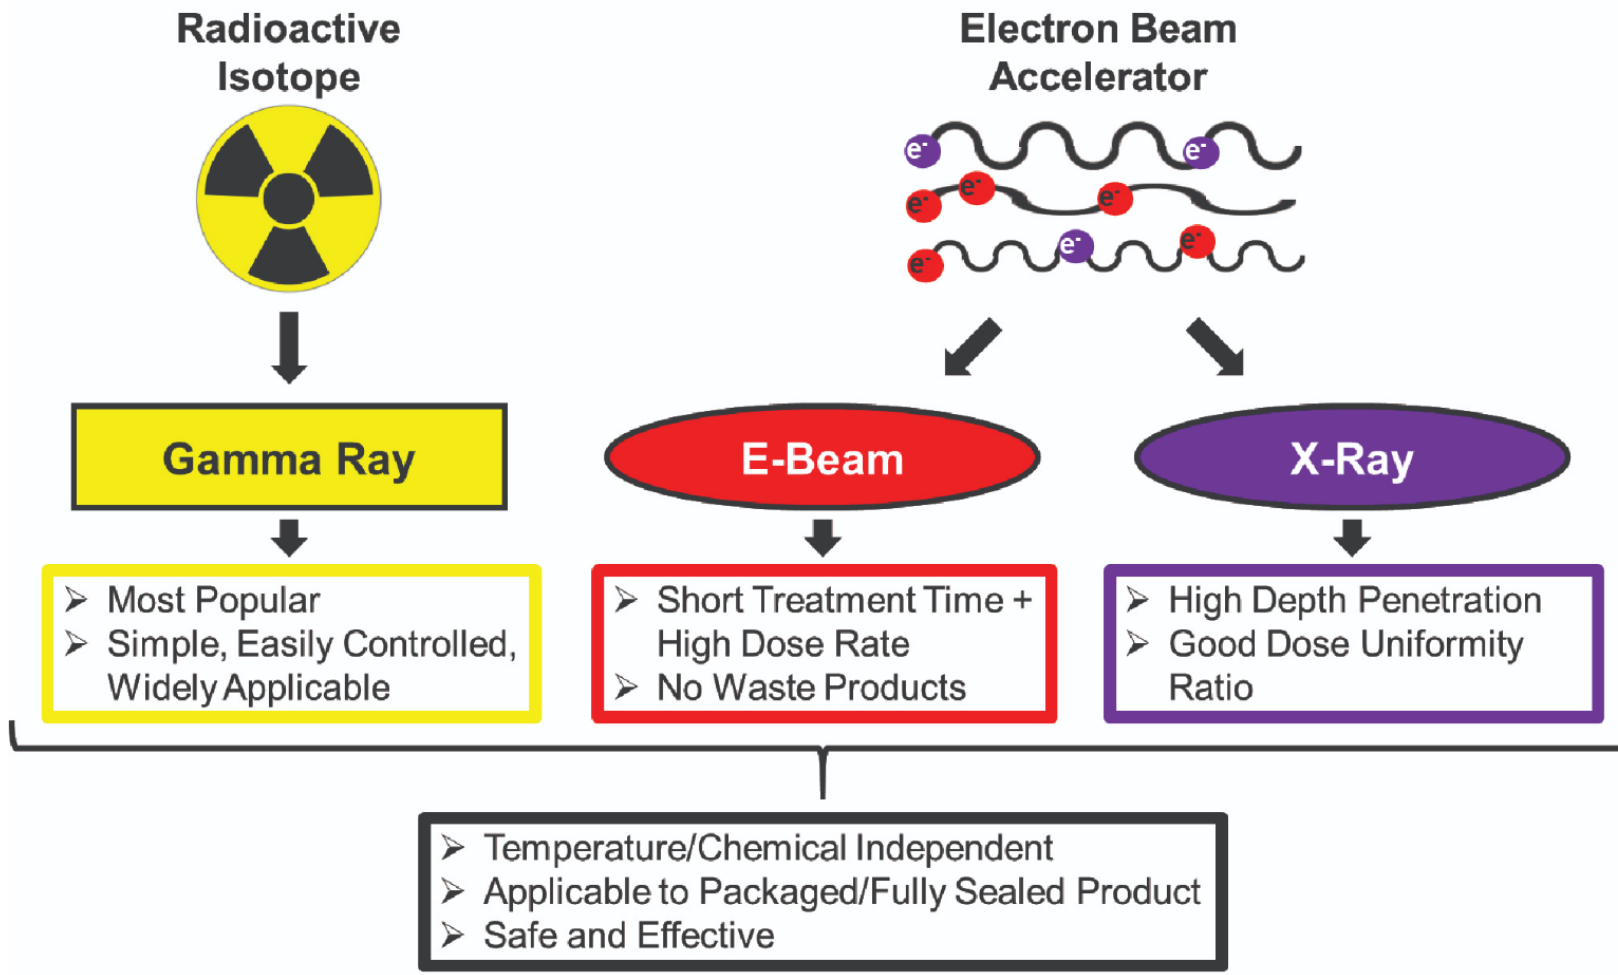 Radioactive
Isotope
Electron Beam
Accelerator
e-
e-
e-
e-
e-
e-
e-
e-
Gamma Ray
E-Beam
X-Ray
➢ Most Popular
➢ Simple, Easily Controlled,
Widely Applicable
➢ Short Treatment Time +
High Dose Rate
➢ No Waste Products
➢ High Depth Penetration
➢ Good Dose Uniformity
Ratio
➢ Temperature/Chemical Independent
➢ Applicable to Packaged/Fully Sealed Product
➢ Safe and Effective